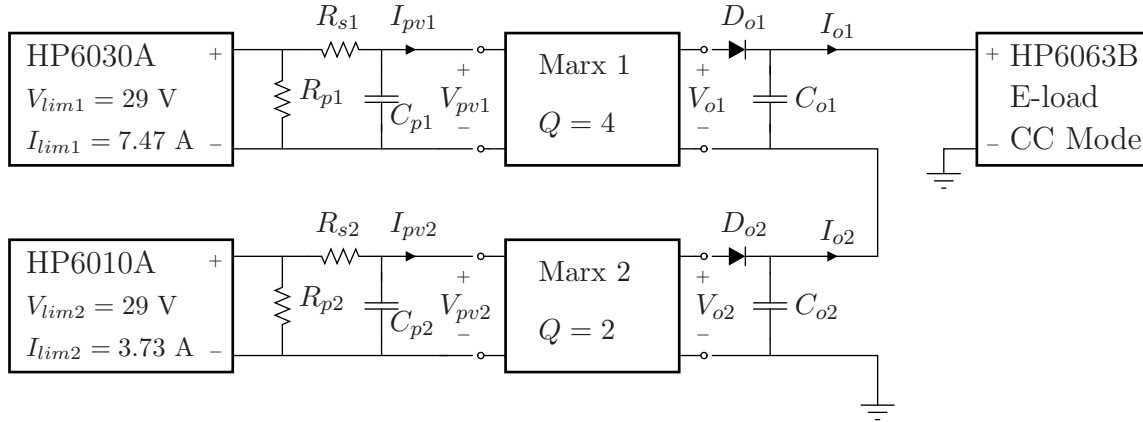 R_{s1} I_{pv1} D_{o1} I_{o1}
HP6030A
V_{lim1} = 29 V
I_{lim1} = 7.47 A
+
−
R_{p1}
C_{p1}
+
V_{pv1}
−
Marx 1
Q = 4
+
V_{o1}
−
C_{o1}
+
−
HP6063B
E-load
CC Mode
R_{s2} I_{pv2} D_{o2} I_{o2}
HP6010A
V_{lim2} = 29 V
I_{lim2} = 3.73 A
+
−
R_{p2}
C_{p2}
+
V_{pv2}
−
Marx 2
Q = 2
+
V_{o2}
−
C_{o2}